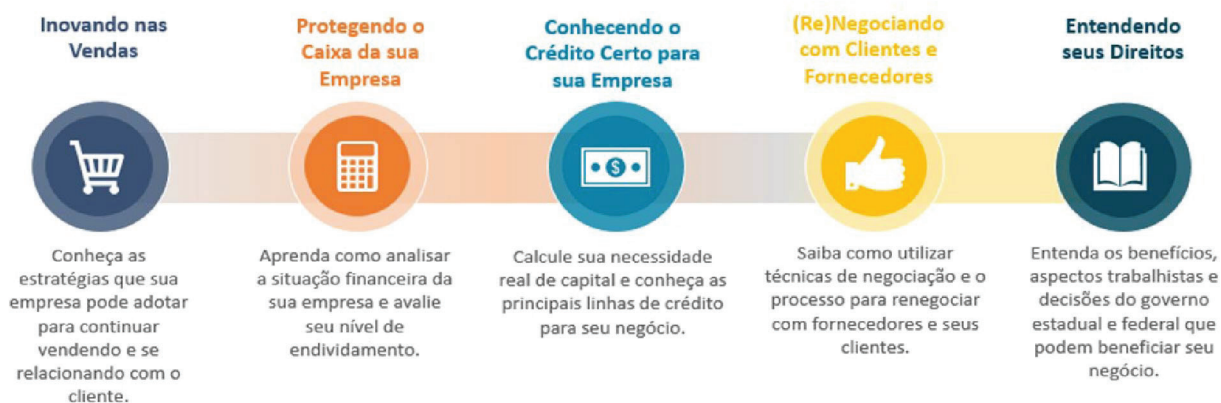 Inovando nas
Vendas
Conheça as
estratégias que sua
empresa pode adotar
para continuar
vendendo e se
relacionando com o
cliente.
Protegendo o
Caixa da sua
Empresa
Aprenda como analisar
a situação financeira da
sua empresa e avalie
seu nível de
endividamento.
Conhecendo o
Crédito Certo para
sua Empresa
$
Calcule sua necessidade
real de capital e conheça as
principais linhas de crédito
para seu negócio.
(Re)Negociando
com Clientes e
Fornecedores
Saiba como utilizar
técnicas de negociação e o
processo para renegociar
com fornecedores e seus
clientes.
Entendendo
seus Direitos
Entenda os benefícios,
aspectos trabalhistas e
decisões do governo
estadual e federal que
podem beneficiar seu
negócio.